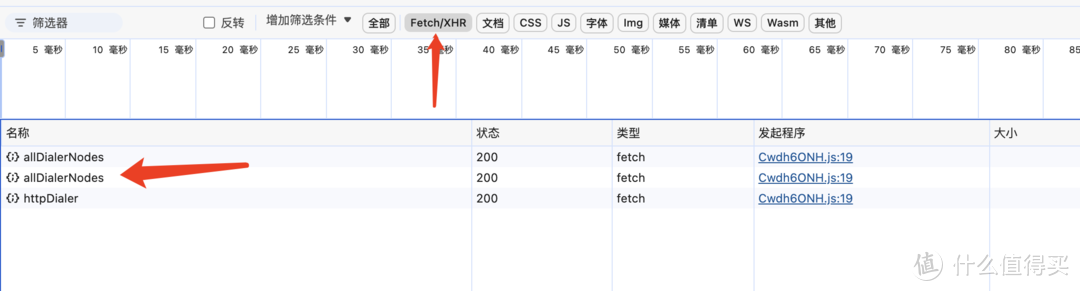 筛选器 反转 增加筛选条件 全部 Fetch/XHR 文档 CSS JS 字体 Img 媒体 清单 WS Wasm 其他
5 毫秒 10 毫秒 15 毫秒 20 毫秒 25 毫秒 30 毫秒 35 毫秒 40 毫秒 45 毫秒 50 毫秒 55 毫秒 60 毫秒 65 毫秒 70 毫秒 75 毫秒 80 毫秒 85
名称 状态 类型 发起程序 大小
allDialerNodes 200 fetch Cwdh6ONH.js:19
allDialerNodes 200 fetch Cwdh6ONH.js:19
httpDialer 200 fetch Cwdh6ONH.js:19
值 什么值得买